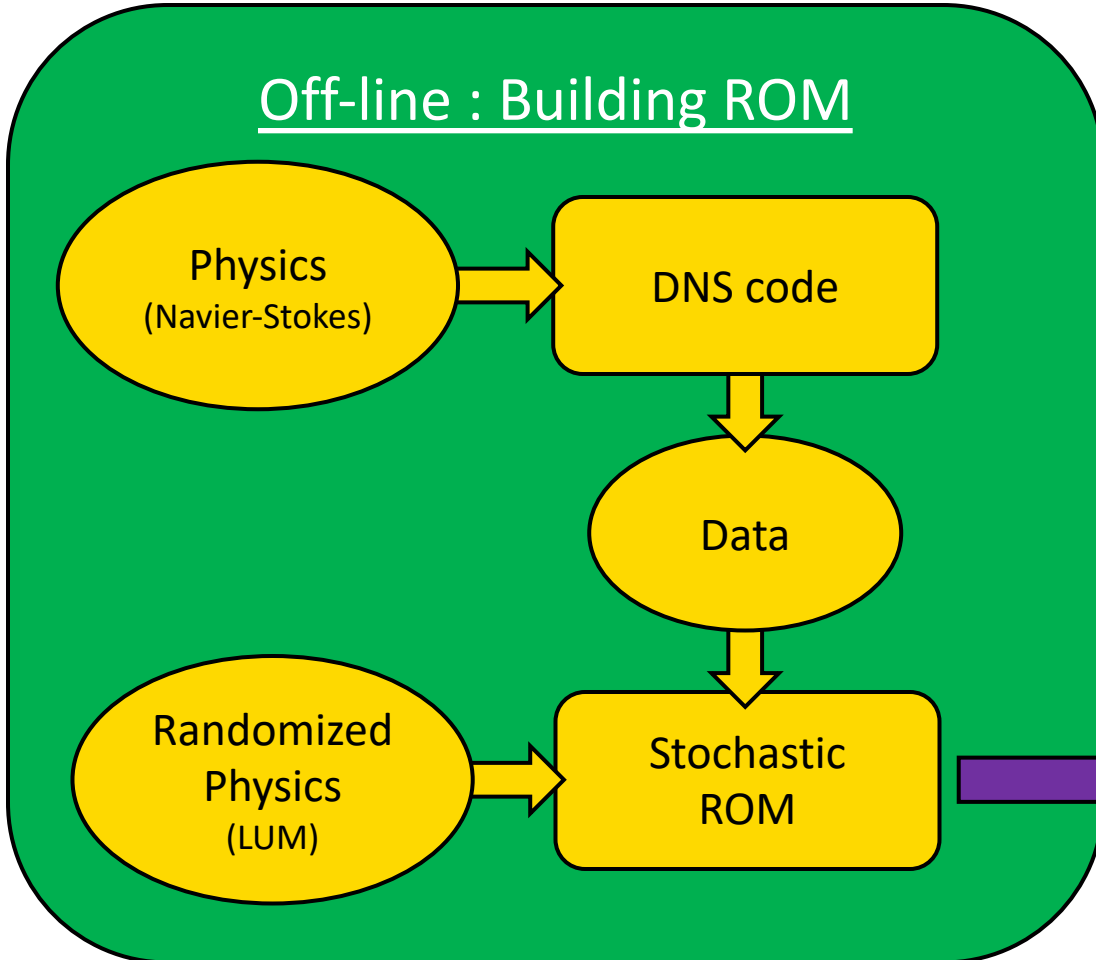 Off-line : Building ROM
Physics
(Navier-Stokes)
DNS code
Data
Randomized
Physics
(LUM)
Stochastic
ROM